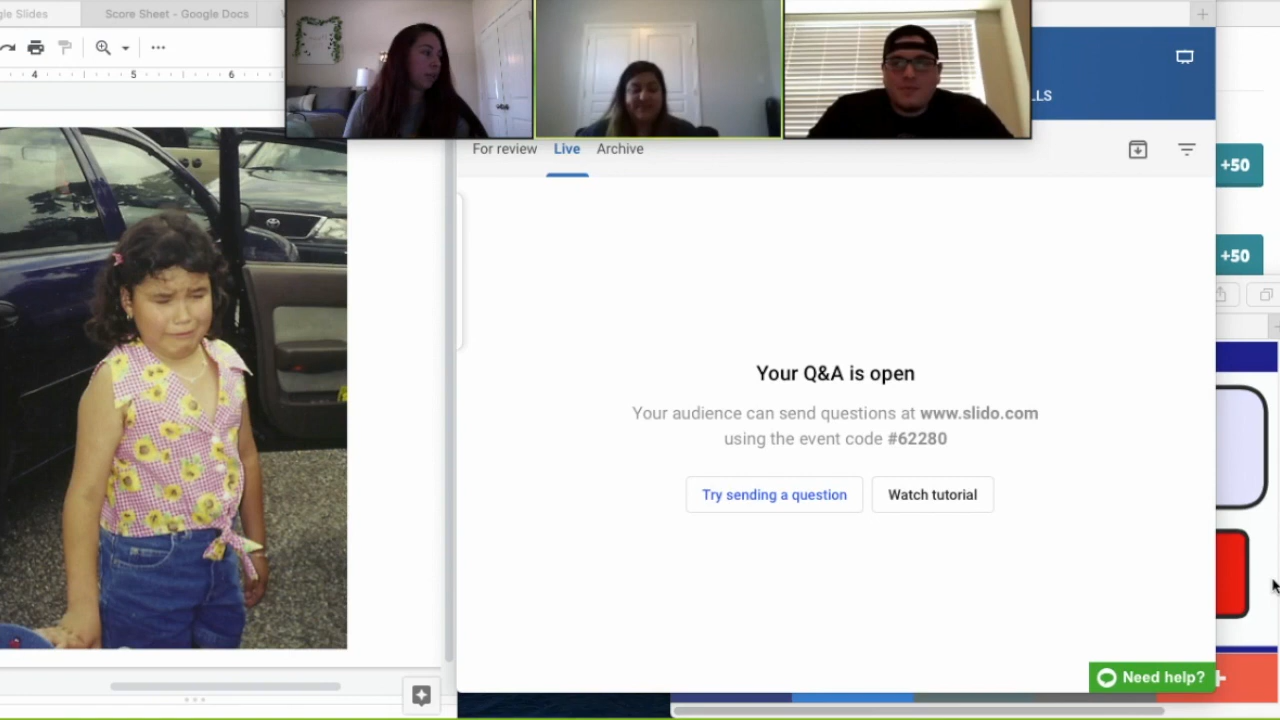 gle Slides
Score Sheet - Google Docs
4 5 6
LLS
For review Live Archive
+50
+50
Your Q&A is open
Your audience can send questions at www.slido.com
using the event code #62280
Try sending a question Watch tutorial
Need help?